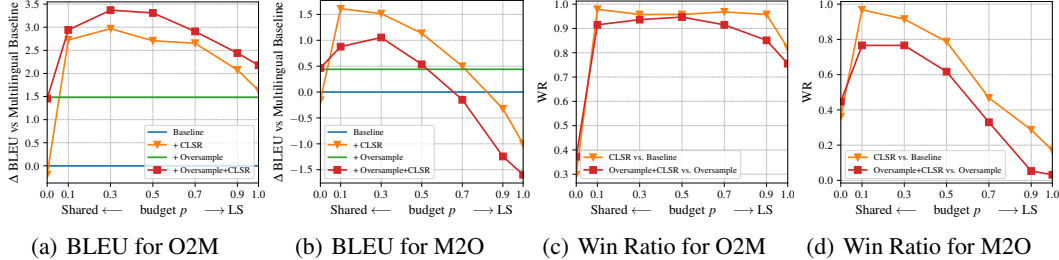 Δ BLEU vs Multilingual Baseline
3.5
3.0
2.5
2.0
1.5
1.0
0.5
0.0
Baseline
+ CLSR
+ Oversample
+ Oversample+CLSR
0.0 0.1 0.3 0.5 0.7 0.9 1.0
Shared ⟵ budget p ⟶ LS
(a) BLEU for O2M
Δ BLEU vs Multilingual Baseline
1.5
1.0
0.5
0.0
−0.5
−1.0
−1.5
Baseline
+ CLSR
+ Oversample
+ Oversample+CLSR
0.0 0.1 0.3 0.5 0.7 0.9 1.0
Shared ⟵ budget p ⟶ LS
(b) BLEU for M2O
WR
1.0
0.9
0.8
0.7
0.6
0.5
0.4
0.3
CLSR vs. Baseline
Oversample+CLSR vs. Oversample
0.0 0.1 0.3 0.5 0.7 0.9 1.0
Shared ⟵ budget p ⟶ LS
(c) Win Ratio for O2M
WR
1.0
0.8
0.6
0.4
0.2
0.0
CLSR vs. Baseline
Oversample+CLSR vs. Oversample
0.0 0.1 0.3 0.5 0.7 0.9 1.0
Shared ⟵ budget p ⟶ LS
(d) Win Ratio for M2O